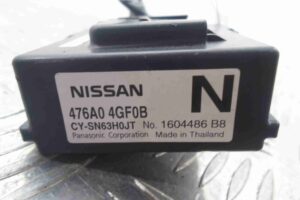 NISSAN
N
476A0 4GF0B
CY-SN63H0JT No. 1604486 B8
Panasonic Corporation Made in Thailand